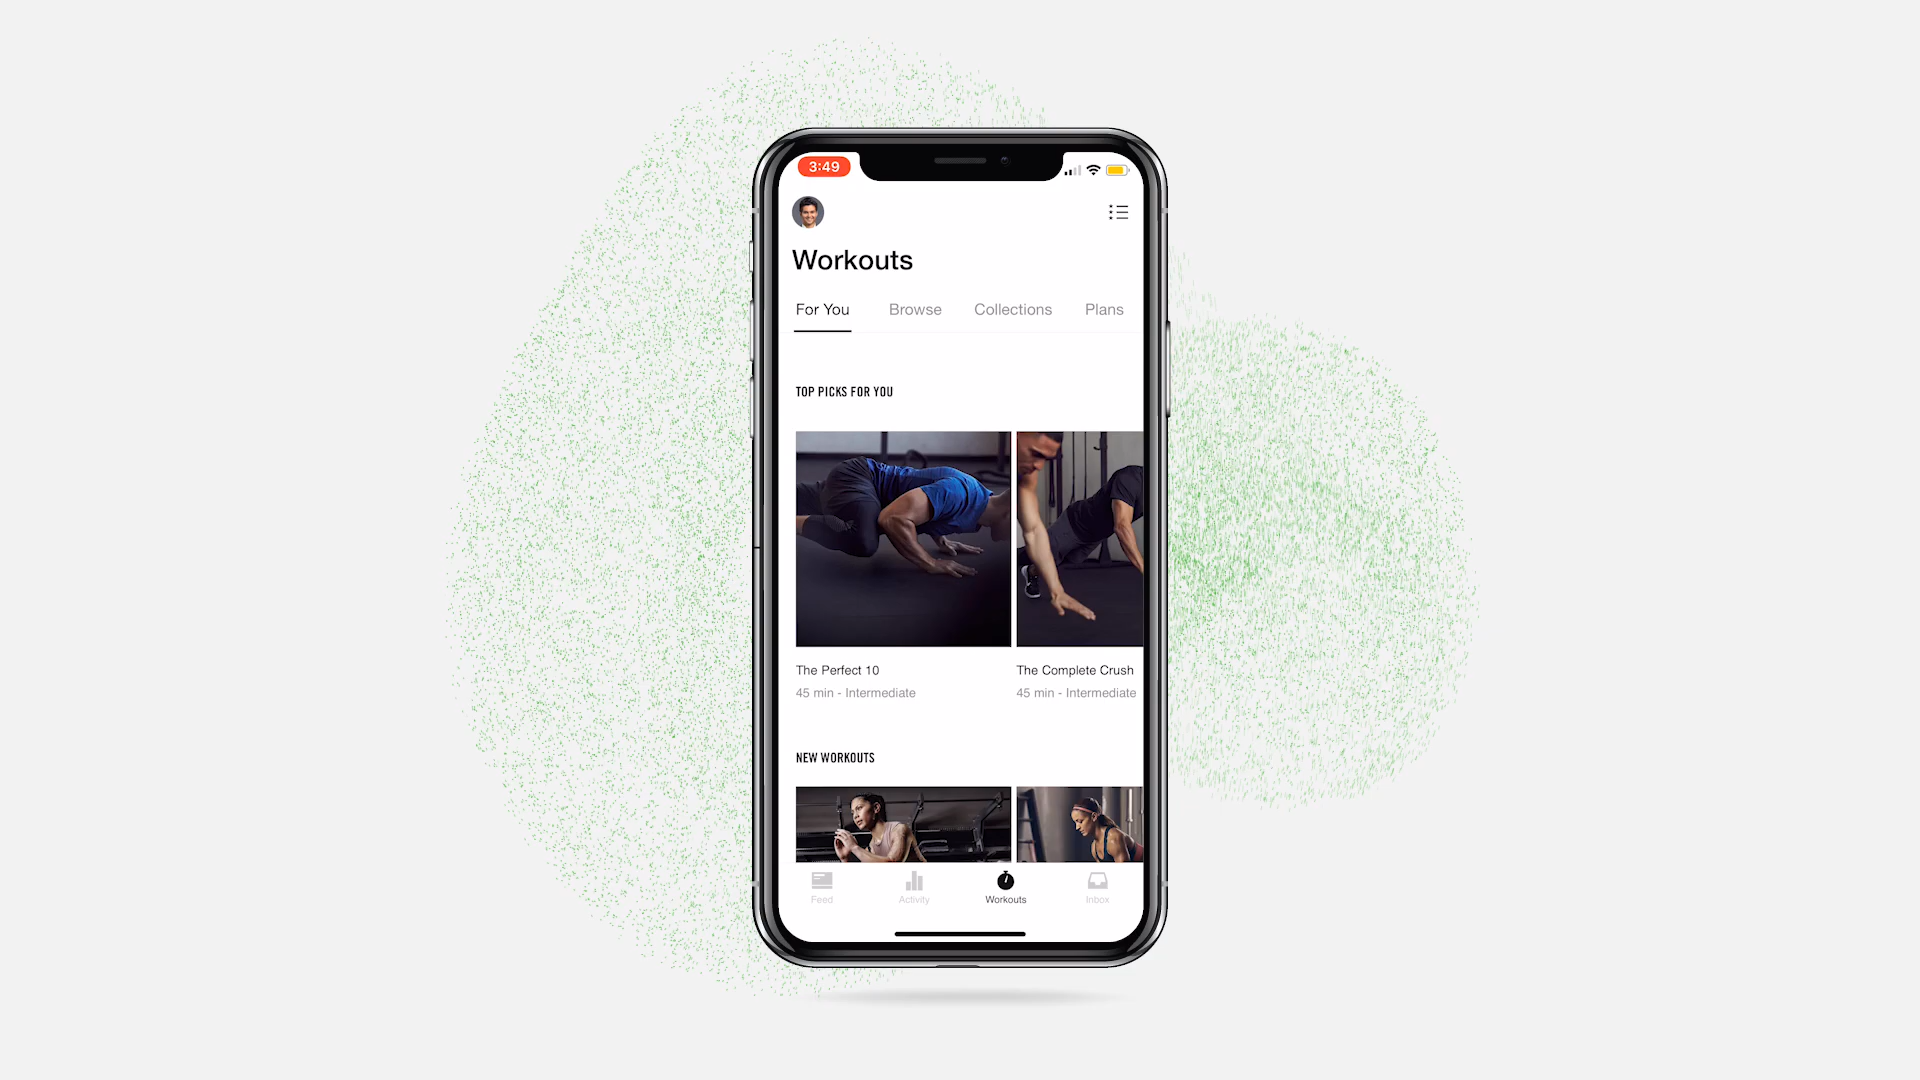 3:49
Workouts
For You Browse Collections Plans
TOP PICKS FOR YOU
The Perfect 10 The Complete Crush
45 min - Intermediate 45 min - Intermediate
NEW WORKOUTS
Feed Activity Workouts Inbox